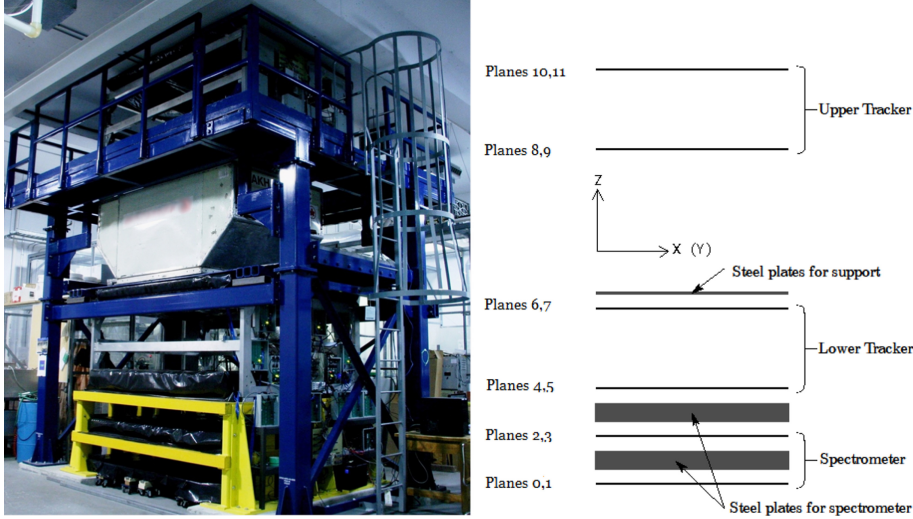 AKH
Planes 10,11
Upper Tracker
Planes 8,9
Z
X (Y)
Steel plates for support
Planes 6,7
Lower Tracker
Planes 4,5
Planes 2,3
Spectrometer
Planes 0,1
Steel plates for spectrometer